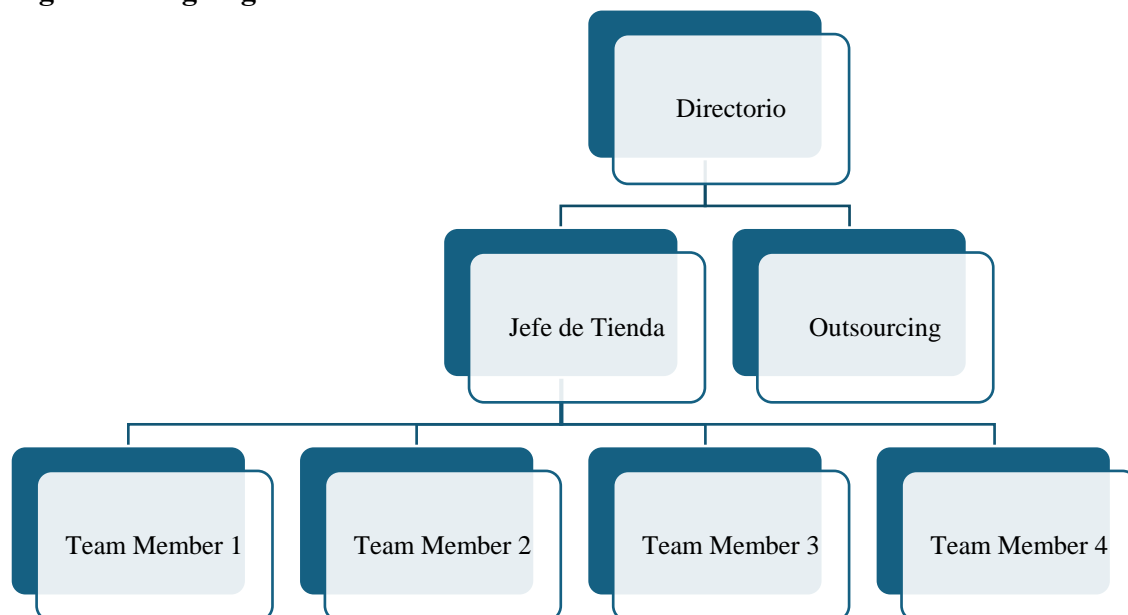 Directorio
Jefe de Tienda
Outsourcing
Team Member 1
Team Member 2
Team Member 3
Team Member 4